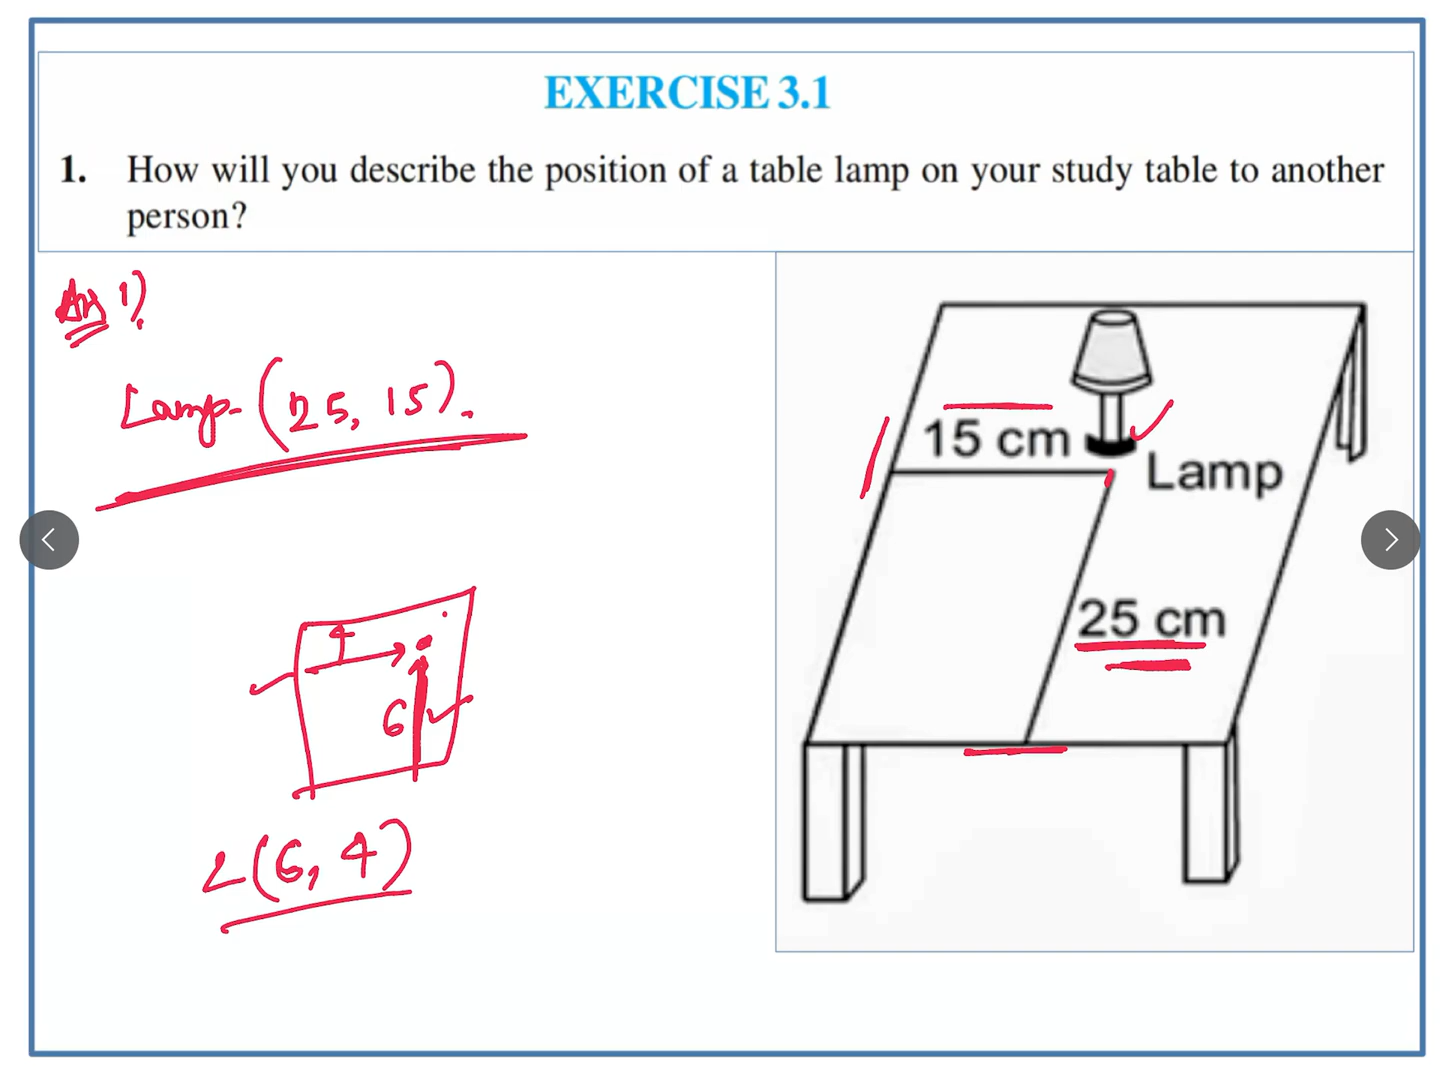 EXERCISE 3.1
1. How will you describe the position of a table lamp on your study table to another
person?
Lamp - (25, 15).
15 cm
Lamp
25 cm
4
6
L(6, 4)